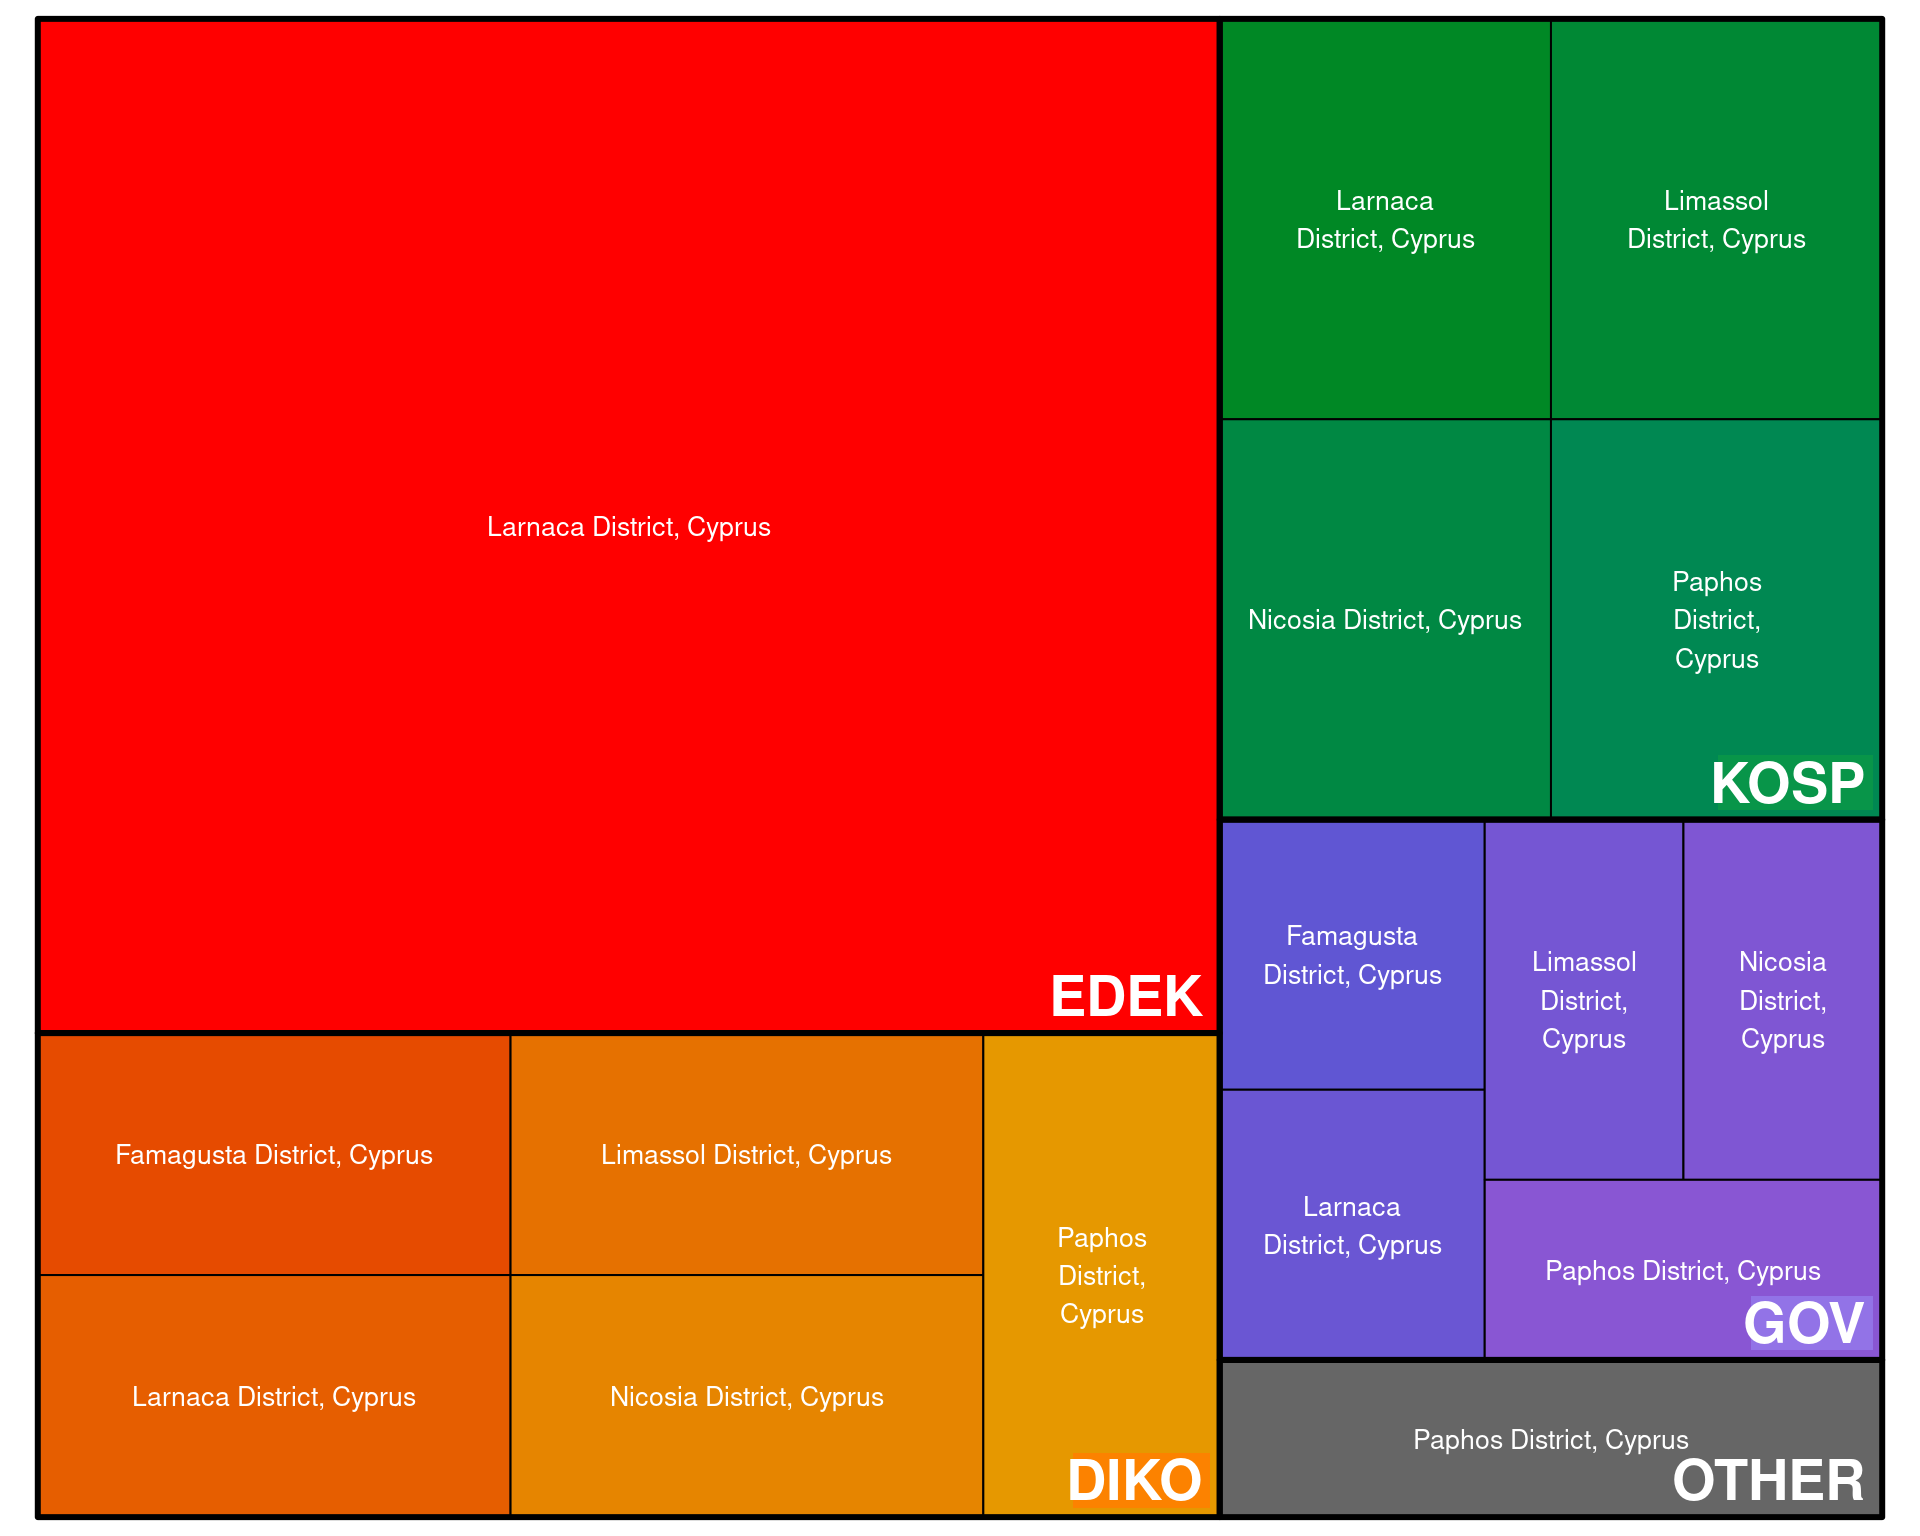 Larnaca District, Cyprus
EDEK
Famagusta District, Cyprus
Larnaca District, Cyprus
Limassol District, Cyprus
Nicosia District, Cyprus
Paphos
District,
Cyprus
DIKO
Larnaca
District, Cyprus
Limassol
District, Cyprus
Nicosia District, Cyprus
Paphos
District,
Cyprus
KOSP
Famagusta
District, Cyprus
Larnaca
District, Cyprus
Limassol
District,
Cyprus
Nicosia
District,
Cyprus
Paphos District, Cyprus
GOV
Paphos District, Cyprus
OTHER